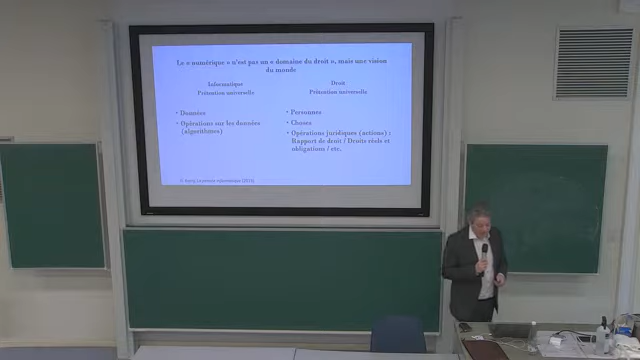 Le « numérique » n'est pas un « domaine du droit », mais une vision
du monde
Informatique
Prétention universelle
• Données
• Opérations sur les données
(algorithmes)
Droit
Prétention universelle
• Personnes
• Choses
• Opérations juridiques (actions) :
Rapport de droit / Droits réels et
obligations / etc.